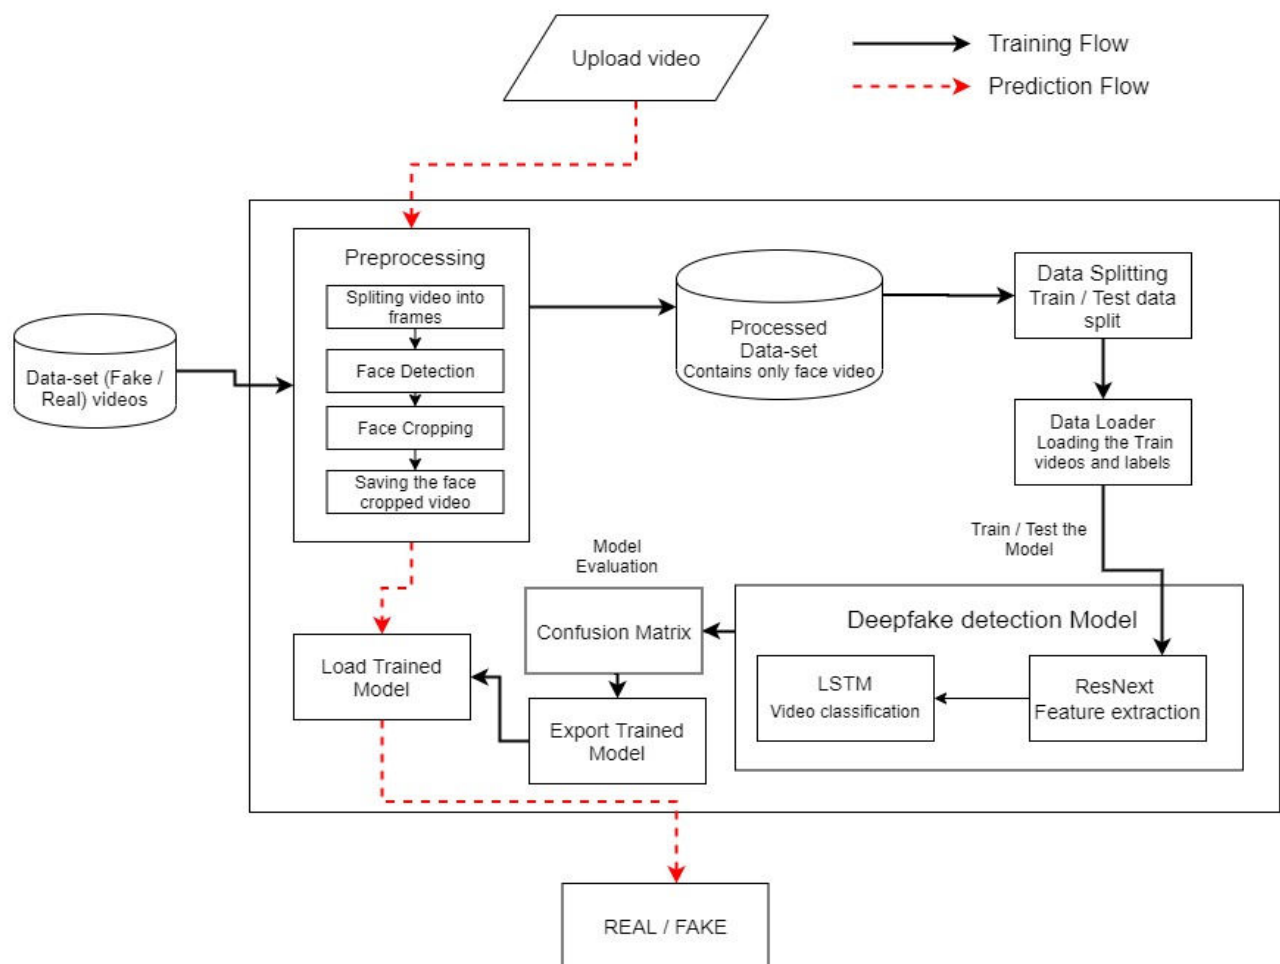 Upload video
Training Flow
Prediction Flow
Preprocessing
Spliting video into
frames
Face Detection
Face Cropping
Saving the face
cropped video
Data-set (Fake /
Real) videos
Processed
Data-set
Contains only face video
Data Splitting
Train / Test data
split
Data Loader
Loading the Train
videos and labels
Train / Test the
Model
Model
Evaluation
Confusion Matrix
Deepfake detection Model
LSTM
Video classification
ResNext
Feature extraction
Load Trained
Model
Export Trained
Model
REAL / FAKE